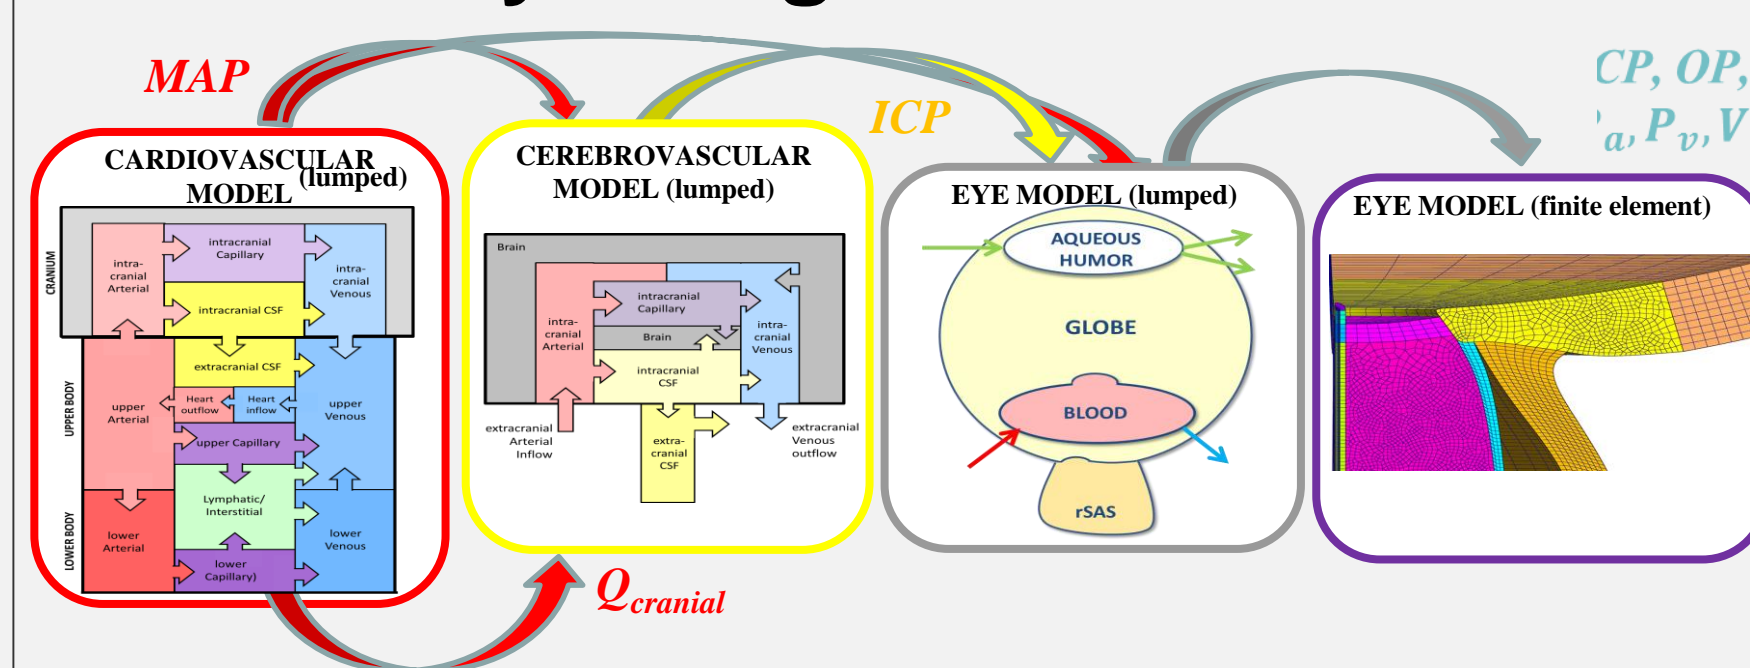 MAP
ICP
CP, OP,
a, Pv, V
CARDIOVASCULAR
MODEL (lumped)
CRANIUM
UPPER BODY
LOWER BODY
intra-
cranial
Arterial
intracranial
Capillary
intra-
cranial
Venous
intracranial CSF
extracranial CSF
upper
Arterial
Heart
outflow
Heart
inflow
upper
Venous
upper Capillary
Lymphatic/
Interstitial
lower
Arterial
lower
Capillary)
lower
Venous
Qcranial
CEREBROVASCULAR
MODEL (lumped)
Brain
intra-
cranial
Arterial
intracranial
Capillary
Brain
intra-
cranial
Venous
intracranial
CSF
extracranial
Arterial
Inflow
extra-
cranial
CSF
extracranial
Venous
outflow
EYE MODEL (lumped)
AQUEOUS
HUMOR
GLOBE
BLOOD
rSAS
EYE MODEL (finite element)